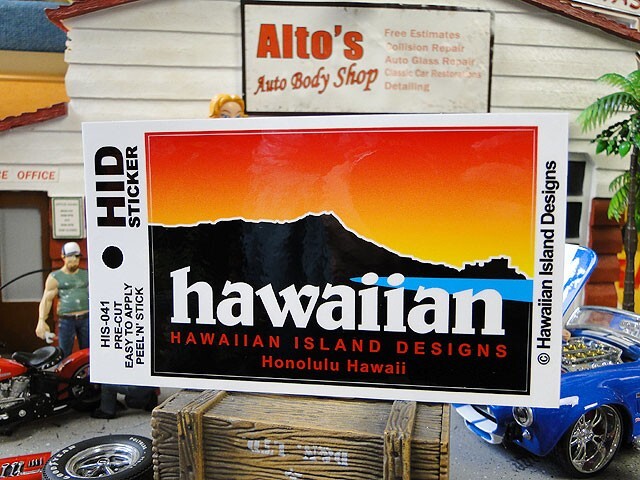 Alto's
Auto Body Shop
Free Estimates
Collision Repair
Auto Glass Repair
Classic Car Restorations
Detailing
OFFICE
HID
STICKER
HIS-041
PRE-CUT
EASY TO APPLY
PEEL'N' STICK
hawaiian
HAWAIIAN ISLAND DESIGNS
Honolulu Hawaii
© Hawaiian Island Designs